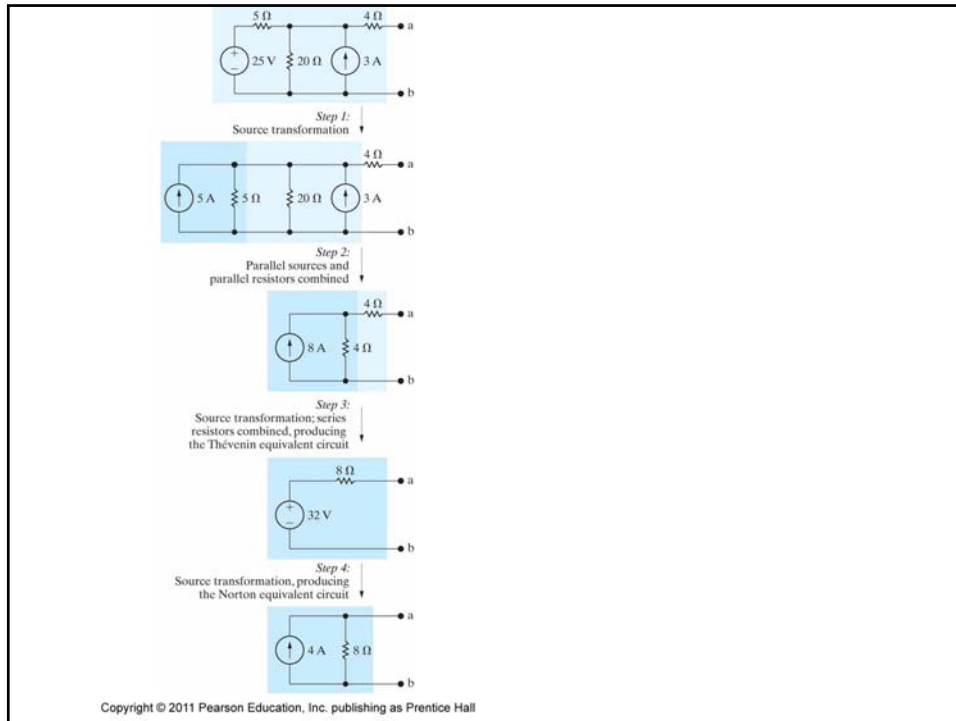 5 Ω 4 Ω
a
+
−
25 V 20 Ω 3 A
b
Step 1:
Source transformation
4 Ω
a
5 A 5 Ω 20 Ω 3 A
b
Step 2:
Parallel sources and
parallel resistors combined
4 Ω
a
8 A 4 Ω
b
Step 3:
Source transformation; series
resistors combined, producing
the Thévenin equivalent circuit
8 Ω
a
+
−
32 V
b
Step 4:
Source transformation, producing
the Norton equivalent circuit
a
4 A 8 Ω
b
Copyright © 2011 Pearson Education, Inc. publishing as Prentice Hall